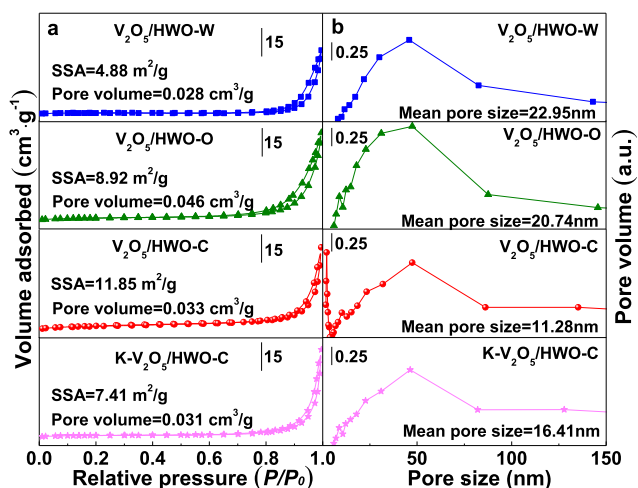 a
V₂O₅/HWO-W
15
SSA=4.88 m²/g
Pore volume=0.028 cm³/g
V₂O₅/HWO-O
15
SSA=8.92 m²/g
Pore volume=0.046 cm³/g
V₂O₅/HWO-C
15
SSA=11.85 m²/g
Pore volume=0.033 cm³/g
K-V₂O₅/HWO-C
15
SSA=7.41 m²/g
Pore volume=0.031 cm³/g
Volume adsorbed (cm³·g⁻¹)
0.0 0.2 0.4 0.6 0.8 1.0
Relative pressure (P/P₀)
b
V₂O₅/HWO-W
0.25
Mean pore size=22.95nm
V₂O₅/HWO-O
0.25
Mean pore size=20.74nm
V₂O₅/HWO-C
0.25
Mean pore size=11.28nm
K-V₂O₅/HWO-C
0.25
Mean pore size=16.41nm
Pore volume (a.u.)
50 100 150
Pore size (nm)